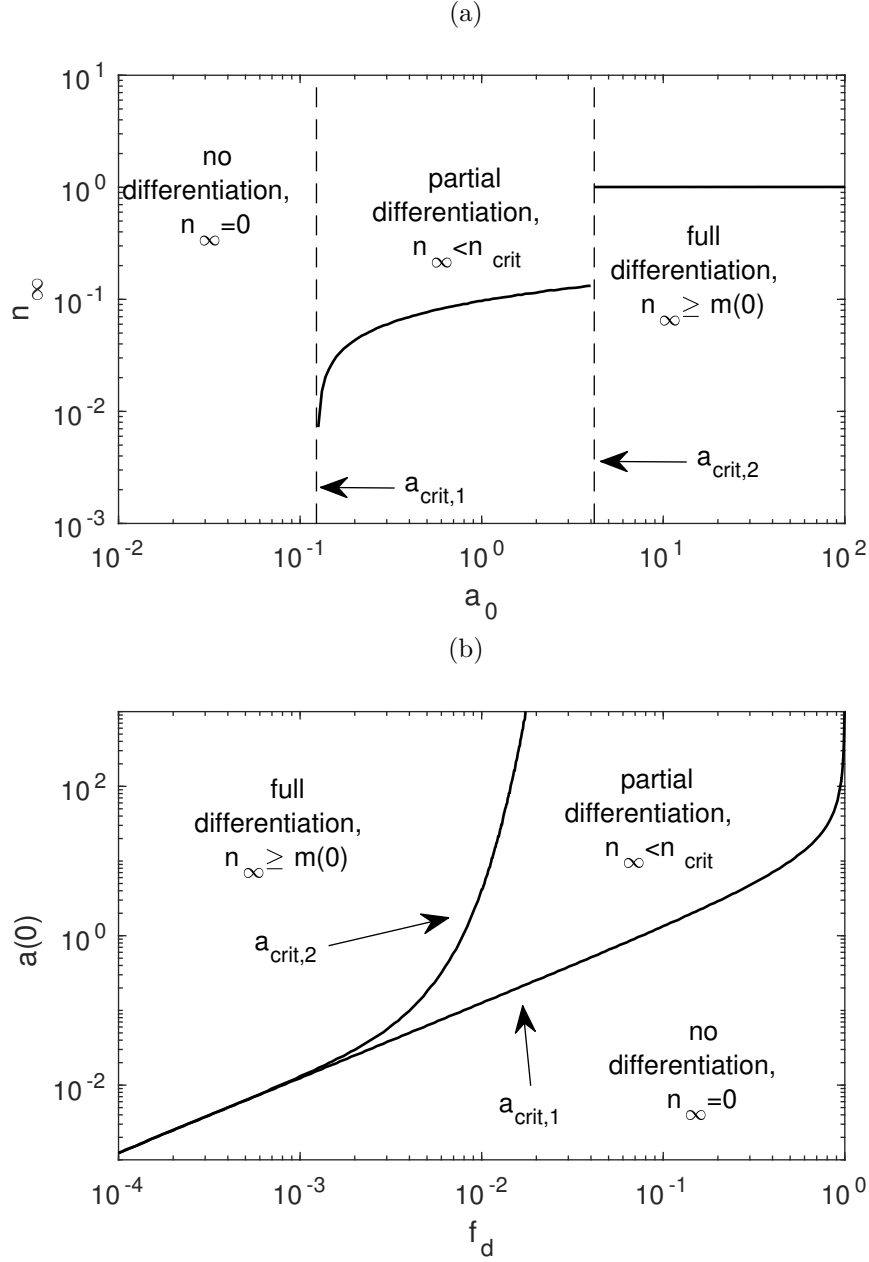 (a)
10^1
10^0
10^-1
10^-2
10^-3
n_∞
no
differentiation,
n_∞=0
partial
differentiation,
n_∞<n_crit
full
differentiation,
n_∞≥ m(0)
a_crit,1
a_crit,2
10^-2
10^-1
10^0
10^1
10^2
a_0
(b)
10^2
10^0
10^-2
a(0)
full
differentiation,
n_∞≥ m(0)
partial
differentiation,
n_∞<n_crit
a_crit,2
no
differentiation,
n_∞=0
a_crit,1
10^-4
10^-3
10^-2
10^-1
10^0
f_d